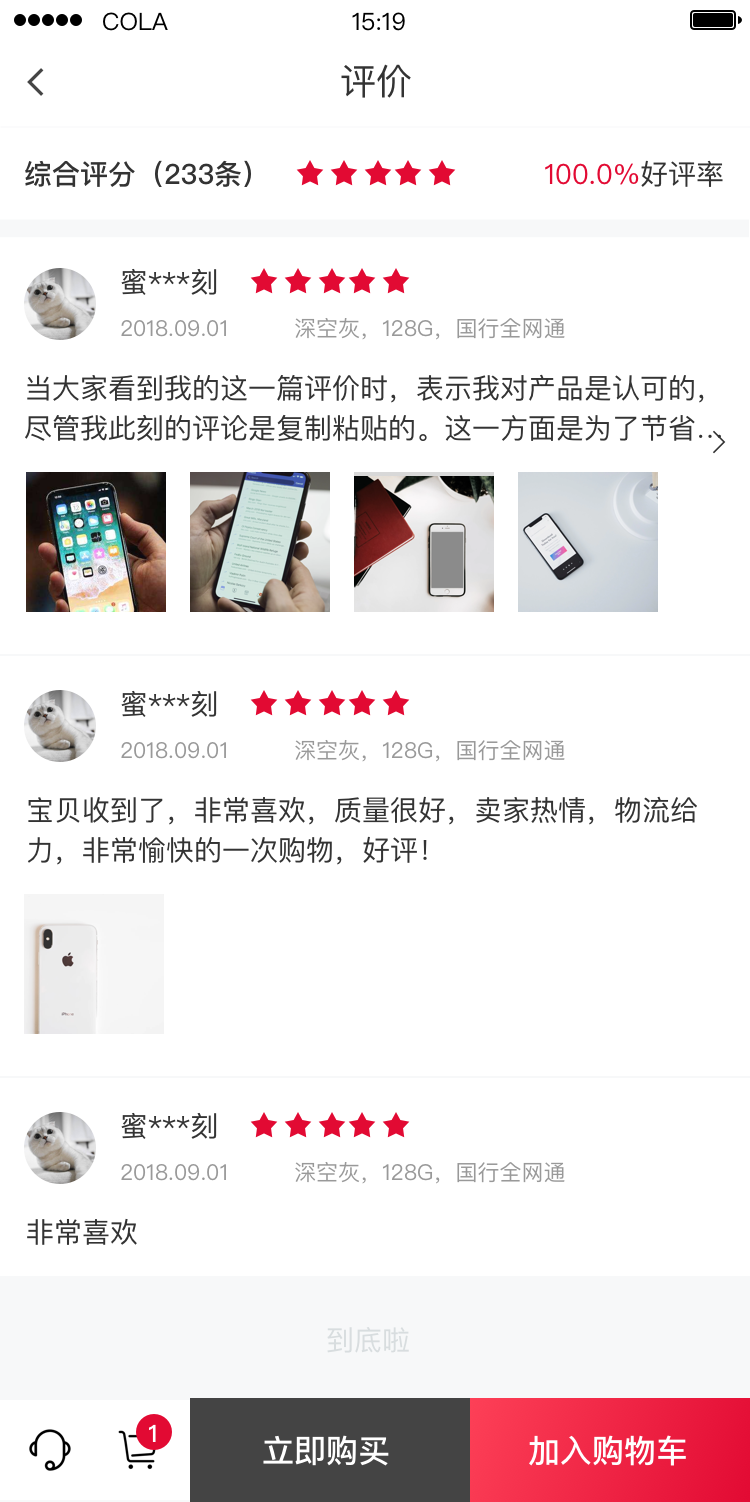 COLA 15:19
评价
综合评分（233条） 100.0%好评率
蜜***刻
2018.09.01 深空灰，128G，国行全网通
当大家看到我的这一篇评价时，表示我对产品是认可的，
尽管我此刻的评论是复制粘贴的。这一方面是为了节省..
蜜***刻
2018.09.01 深空灰，128G，国行全网通
宝贝收到了，非常喜欢，质量很好，卖家热情，物流给
力，非常愉快的一次购物，好评！
蜜***刻
2018.09.01 深空灰，128G，国行全网通
非常喜欢
到底啦
1
立即购买 加入购物车